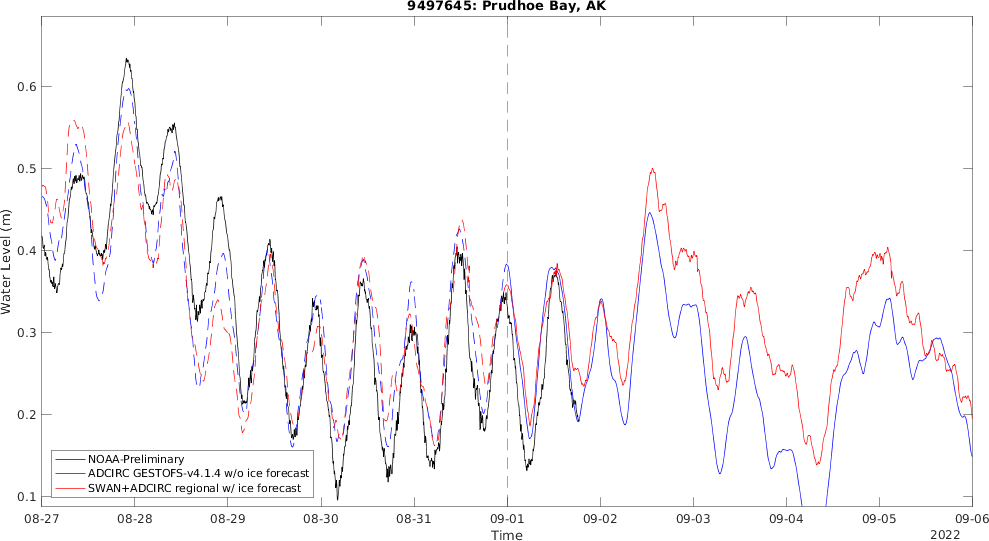 9497645: Prudhoe Bay, AK
Water Level (m)
0.6
0.5
0.4
0.3
0.2
0.1
NOAA-Preliminary
ADCIRC GESTOFS-v4.1.4 w/o ice forecast
SWAN+ADCIRC regional w/ ice forecast
08-27 08-28 08-29 08-30 08-31 09-01 09-02 09-03 09-04 09-05 09-06
Time
2022